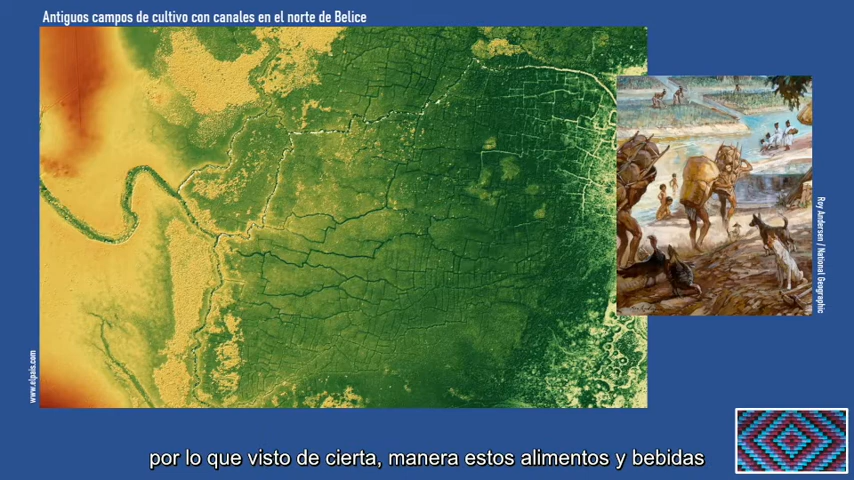 Antiguos campos de cultivo con canales en el norte de Belice
Roy Andersen / National Geographic
www.elpais.com
por lo que visto de cierta, manera estos alimentos y bebidas